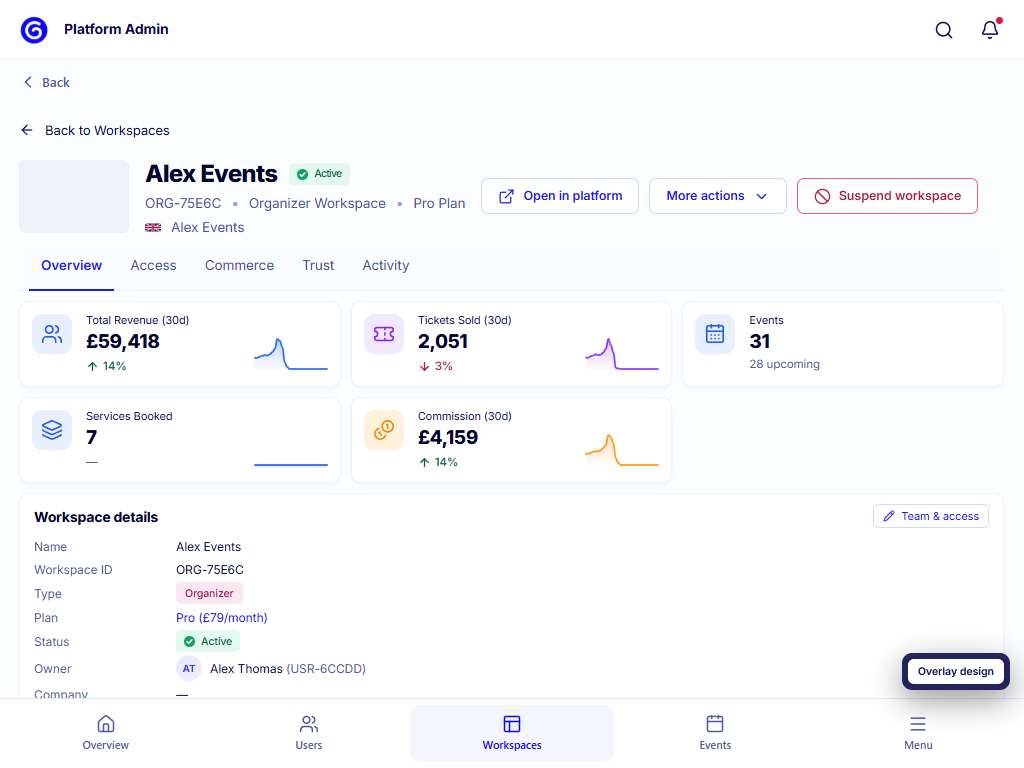 Platform Admin
Back
Back to Workspaces
Alex Events
Active
ORG-75E6C • Organizer Workspace • Pro Plan
Alex Events
Open in platform
More actions
Suspend workspace
Overview
Access
Commerce
Trust
Activity
Total Revenue (30d)
£59,418
↑ 14%
Tickets Sold (30d)
2,051
↓ 3%
Events
31
28 upcoming
Services Booked
7
—
Commission (30d)
£4,159
↑ 14%
Workspace details
Team & access
Name Alex Events
Workspace ID ORG-75E6C
Type Organizer
Plan Pro (£79/month)
Status Active
Owner AT Alex Thomas (USR-6CCDD)
Company —
Overlay design
Overview
Users
Workspaces
Events
Menu